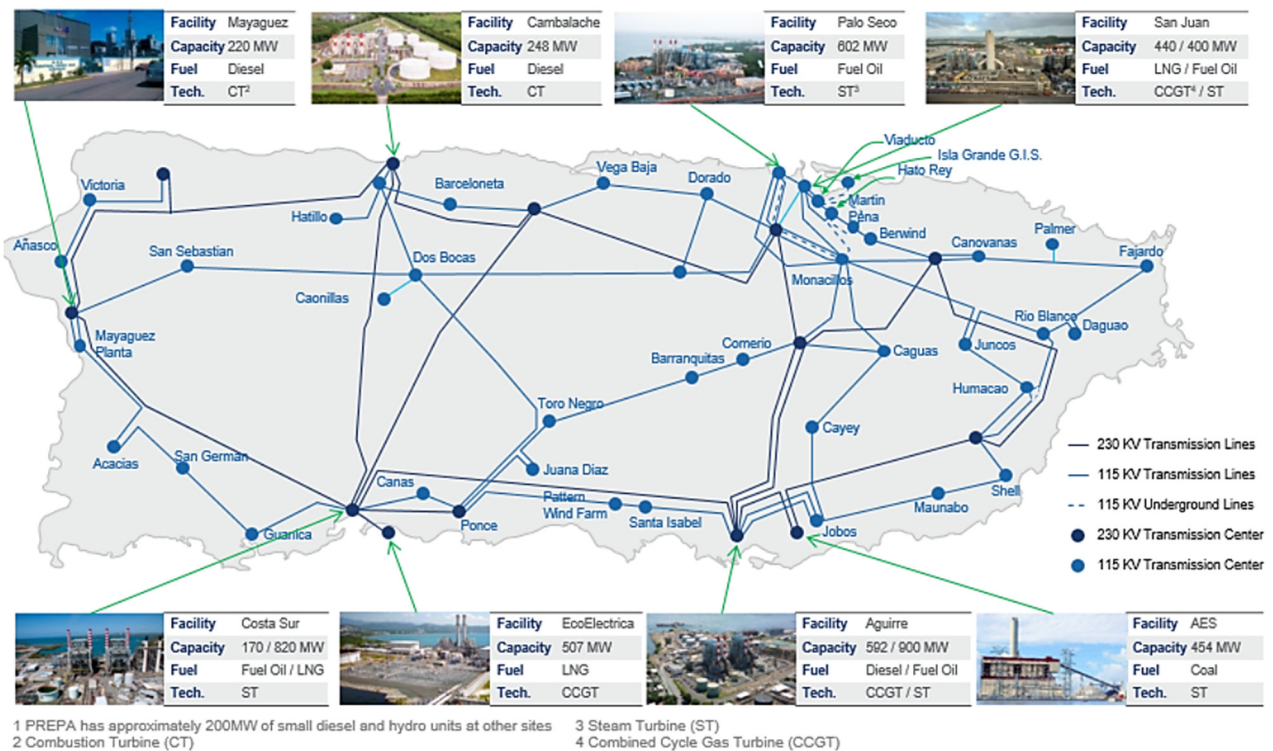 Facility Mayaguez
Capacity 220 MW
Fuel Diesel
Tech. CT²
Facility Cambalache
Capacity 248 MW
Fuel Diesel
Tech. CT
Facility Palo Seco
Capacity 602 MW
Fuel Fuel Oil
Tech. ST³
Facility San Juan
Capacity 440 / 400 MW
Fuel LNG / Fuel Oil
Tech. CCGT⁴ / ST
Viaducto
Isla Grande G.I.S.
Hato Rey
Vega Baja
Dorado
Victoria
Barceloneta
Martin
Pena
Hatillo
Berwind
Palmer
Añasco
San Sebastian
Canovanas
Fajardo
Dos Bocas
Monacillos
Caonillas
Rio Blanco
Daguao
Mayaguez
Planta
Comerio
Barranquitas
Caguas
Juncos
Humacao
Toro Negro
Cayey
Acacias
San German
Juana Diaz
Canas
Shell
Pattern
Wind Farm
Santa Isabel
Maunabo
Ponce
Guanica
Jobos
230 KV Transmission Lines
115 KV Transmission Lines
115 KV Underground Lines
230 KV Transmission Center
115 KV Transmission Center
Facility Costa Sur
Capacity 170 / 820 MW
Fuel Fuel Oil / LNG
Tech. ST
Facility EcoElectrica
Capacity 507 MW
Fuel LNG
Tech. CCGT
Facility Aguirre
Capacity 592 / 900 MW
Fuel Diesel / Fuel Oil
Tech. CCGT / ST
Facility AES
Capacity 454 MW
Fuel Coal
Tech. ST
1 PREPA has approximately 200MW of small diesel and hydro units at other sites
2 Combustion Turbine (CT)
3 Steam Turbine (ST)
4 Combined Cycle Gas Turbine (CCGT)